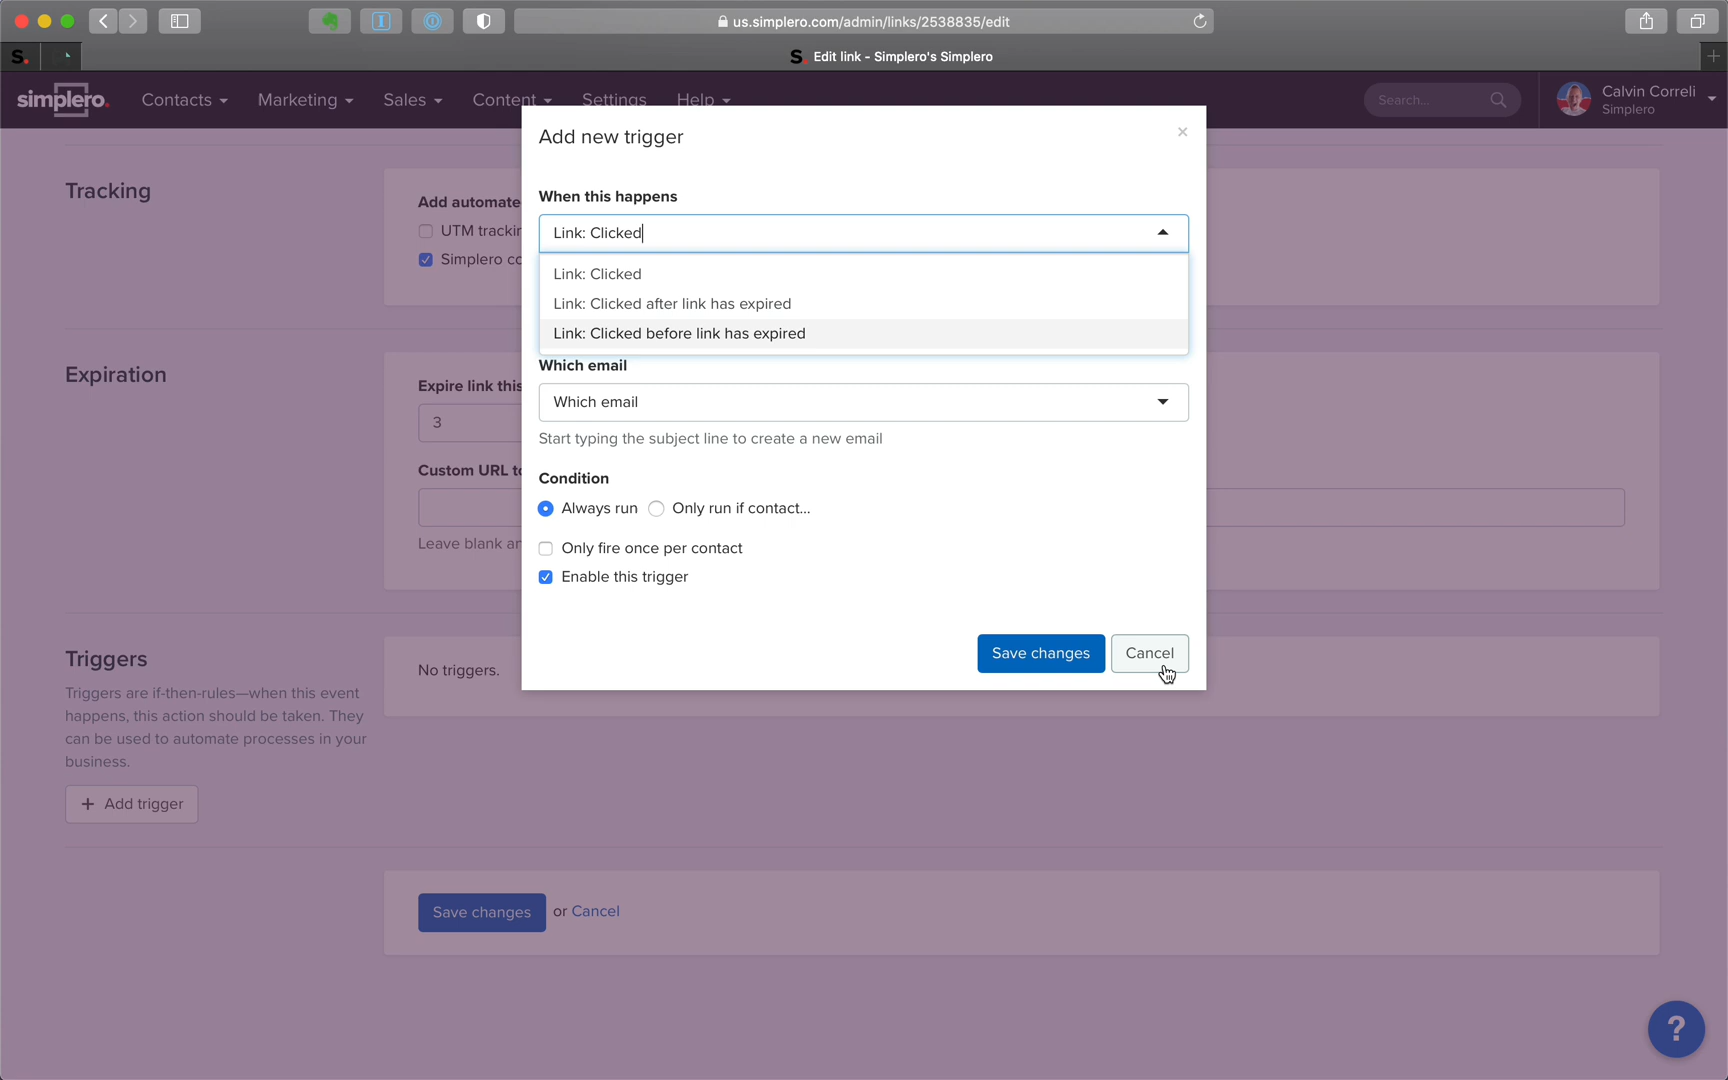 us.simplero.com/admin/links/2538835/edit
S.
S. Edit link - Simplero's Simplero
simplero.
Contacts
Marketing
Sales
Content
Settings
Help
Search...
Calvin Correli
Simplero
Add new trigger
When this happens
Link: Clicked
Link: Clicked
Link: Clicked after link has expired
Link: Clicked before link has expired
Which email
Which email
Start typing the subject line to create a new email
Condition
Always run
Only run if contact...
Only fire once per contact
Enable this trigger
Save changes
Cancel
Tracking
Add automate
UTM trackin
Simplero co
Expiration
Expire link this
3
Custom URL to
Leave blank an
Triggers
Triggers are if-then-rules—when this event
happens, this action should be taken. They
can be used to automate processes in your
business.
+ Add trigger
No triggers.
Save changes or Cancel
?